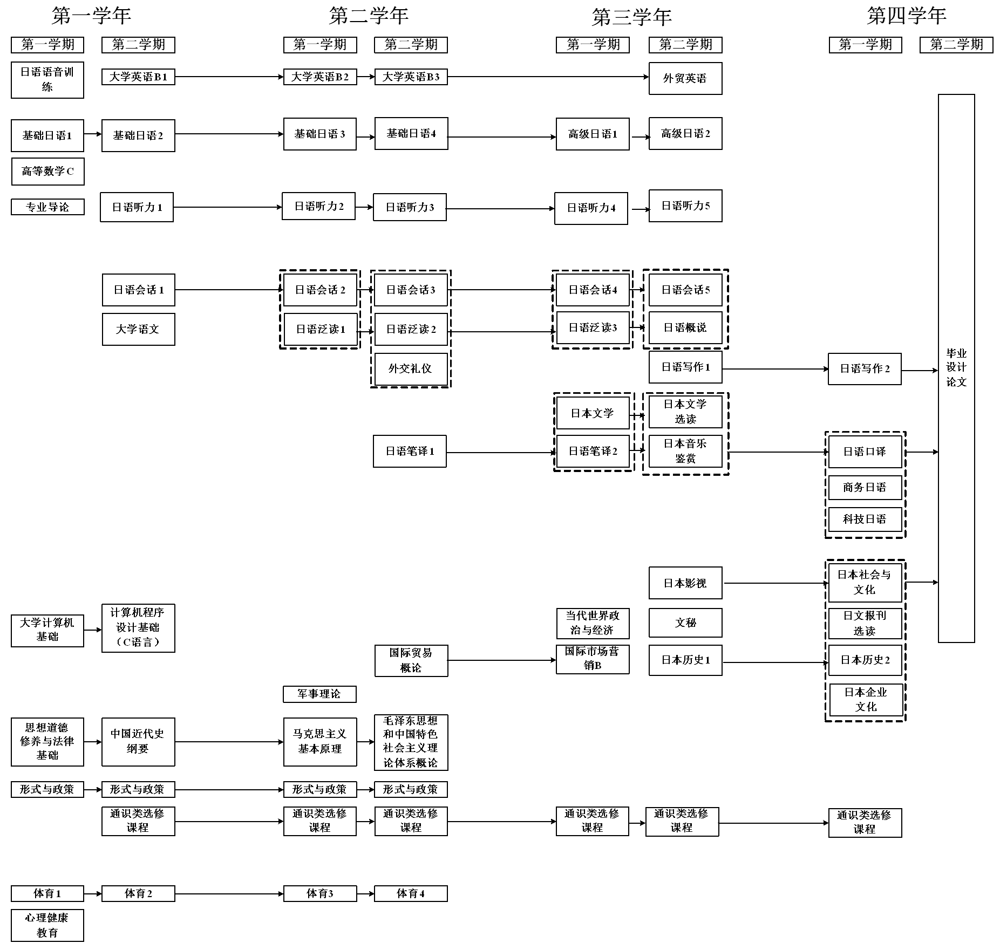 第一学年
第二学年
第三学年
第四学年
第一学期
第二学期
第一学期
第二学期
第一学期
第二学期
第一学期
第二学期
日语语音训
练
大学英语B1
大学英语B2
大学英语B3
外贸英语
基础日语1
基础日语2
基础日语3
基础日语4
高级日语1
高级日语2
高等数学C
专业导论
日语听力1
日语听力2
日语听力3
日语听力4
日语听力5
日语会话1
日语会话2
日语会话3
日语会话4
日语会话5
大学语文
日语泛读1
日语泛读2
日语泛读3
日语概说
外交礼仪
日语写作1
日语写作2
毕业
设计
论文
日本文学
日本文学
选读
日语笔译1
日语笔译2
日本音乐
鉴赏
日语口译
商务日语
科技日语
日本影视
日本社会与
文化
大学计算机
基础
计算机程序
设计基础
（C语言）
当代世界政
治与经济
文秘
日文报刊
选读
国际贸易
概论
国际市场营
销B
日本历史1
日本历史2
军事理论
日本企业
文化
思想道德
修养与法律
基础
中国近代史
纲要
马克思主义
基本原理
毛泽东思想
和中国特色
社会主义理
论体系概论
形式与政策
形式与政策
形式与政策
形式与政策
通识类选修
课程
通识类选修
课程
通识类选修
课程
通识类选修
课程
通识类选修
课程
通识类选修
课程
体育1
体育2
体育3
体育4
心理健康
教育